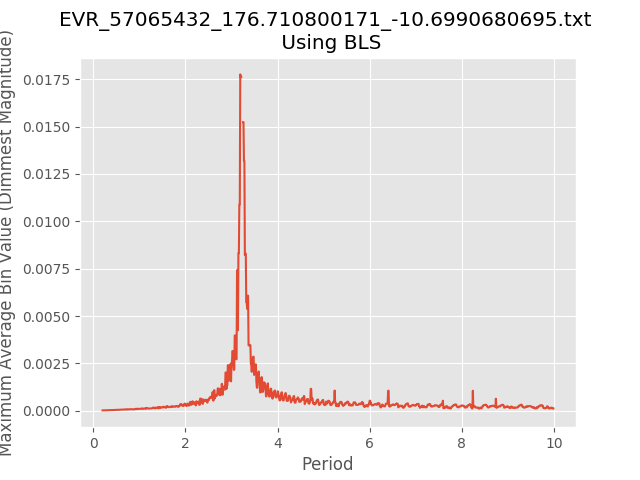 EVR_57065432_176.710800171_-10.6990680695.txt
Using BLS
Maximum Average Bin Value (Dimmest Magnitude)
0.0175
0.0150
0.0125
0.0100
0.0075
0.0050
0.0025
0.0000
0 2 4 6 8 10
Period